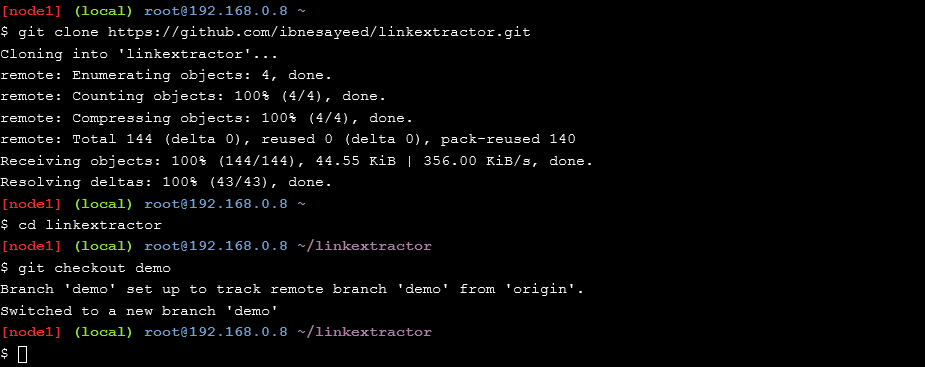 [node1] (local) root@192.168.0.8 ~
$ git clone https://github.com/ibnesayeed/linkextractor.git
Cloning into 'linkextractor'...
remote: Enumerating objects: 4, done.
remote: Counting objects: 100% (4/4), done.
remote: Compressing objects: 100% (4/4), done.
remote: Total 144 (delta 0), reused 0 (delta 0), pack-reused 140
Receiving objects: 100% (144/144), 44.55 KiB | 356.00 KiB/s, done.
Resolving deltas: 100% (43/43), done.
[node1] (local) root@192.168.0.8 ~
$ cd linkextractor
[node1] (local) root@192.168.0.8 ~/linkextractor
$ git checkout demo
Branch 'demo' set up to track remote branch 'demo' from 'origin'.
Switched to a new branch 'demo'
[node1] (local) root@192.168.0.8 ~/linkextractor
$